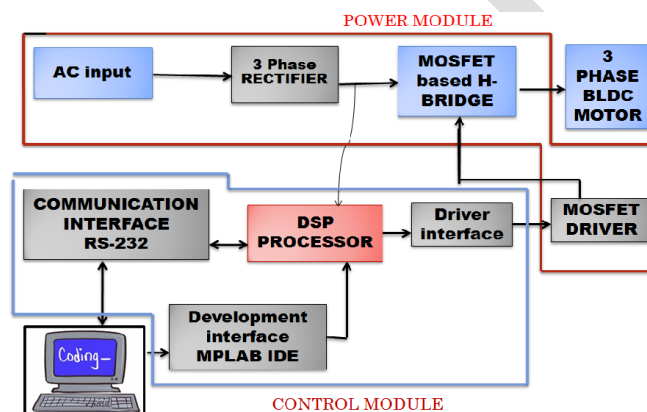 POWER MODULE
AC input
3 Phase
RECTIFIER
MOSFET
based H-
BRIDGE
3
PHASE
BLDC
MOTOR
COMMUNICATION
INTERFACE
RS-232
DSP
PROCESSOR
Driver
interface
MOSFET
DRIVER
Development
interface
MPLAB IDE
Coding_
CONTROL MODULE